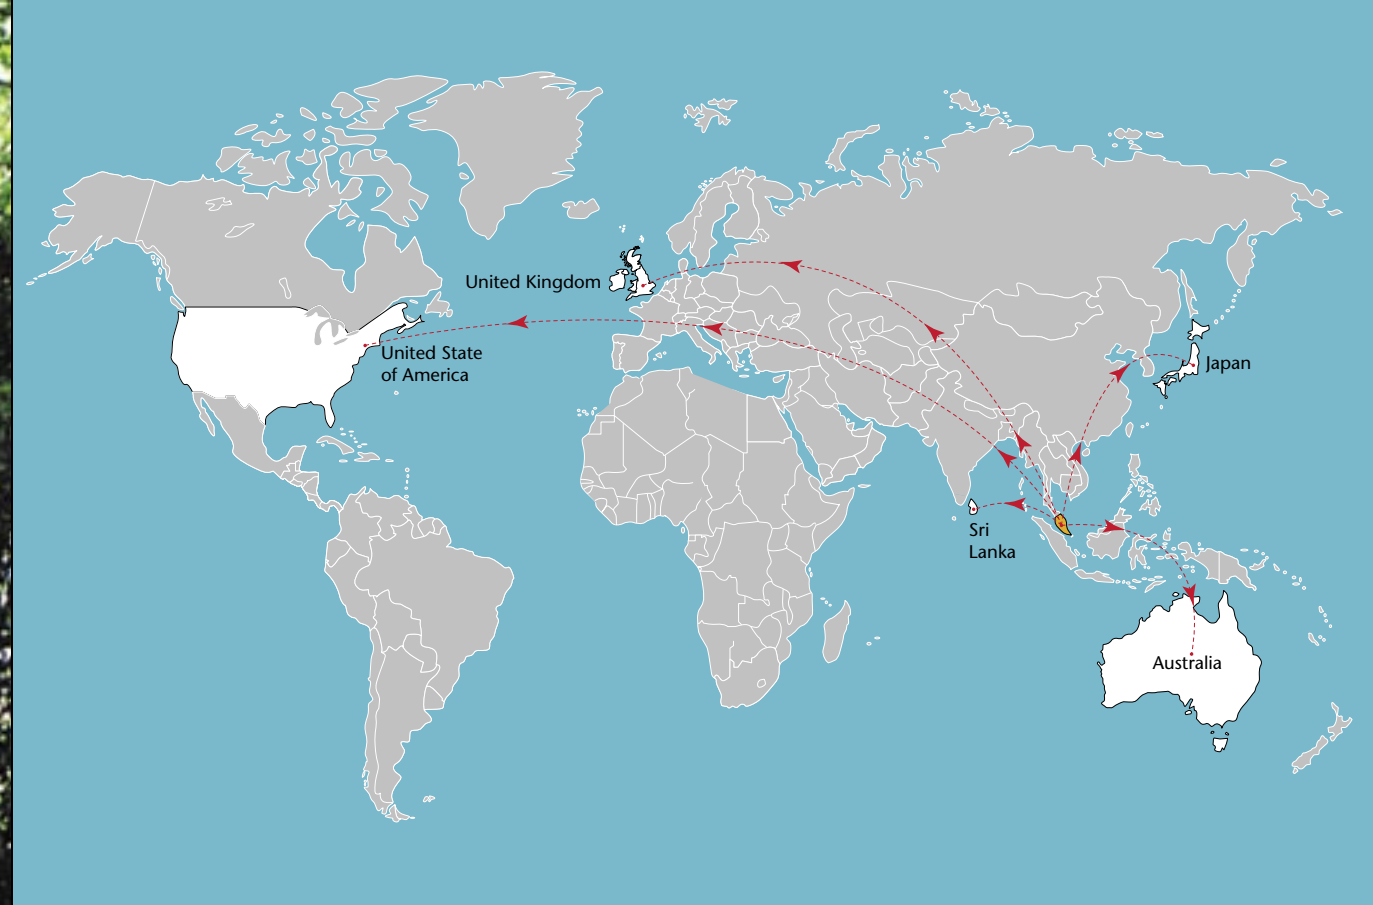 United Kingdom
United State
of America
Japan
Sri
Lanka
Australia